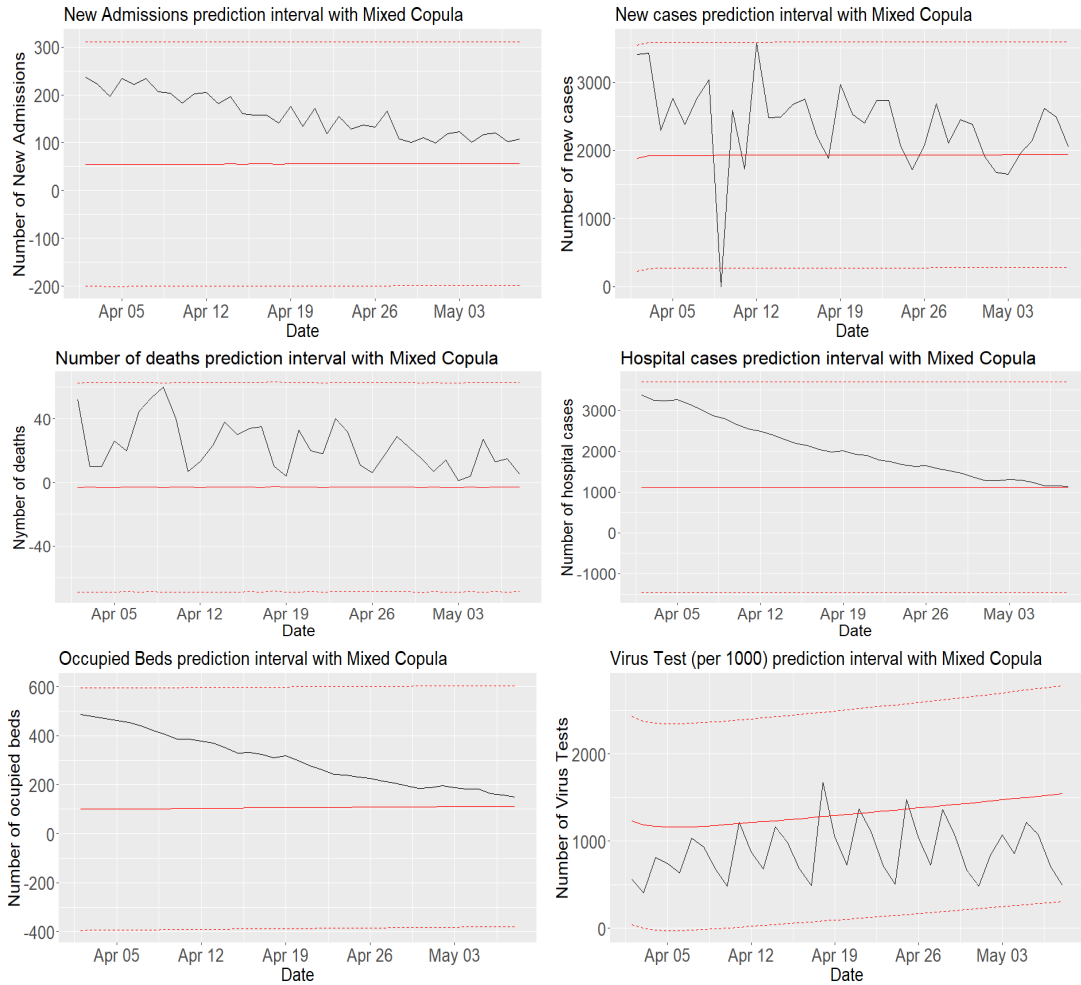 New Admissions prediction interval with Mixed Copula
Number of New Admissions
300
200
100
0
-100
-200
Apr 05 Apr 12 Apr 19 Apr 26 May 03
Date
New cases prediction interval with Mixed Copula
Number of new cases
3000
2000
1000
0
Apr 05 Apr 12 Apr 19 Apr 26 May 03
Date
Number of deaths prediction interval with Mixed Copula
Nymber of deaths
40
0
-40
Apr 05 Apr 12 Apr 19 Apr 26 May 03
Date
Hospital cases prediction interval with Mixed Copula
Number of hospital cases
3000
2000
1000
0
-1000
Apr 05 Apr 12 Apr 19 Apr 26 May 03
Date
Occupied Beds prediction interval with Mixed Copula
Number of ocupied beds
600
400
200
0
-200
-400
Apr 05 Apr 12 Apr 19 Apr 26 May 03
Date
Virus Test (per 1000) prediction interval with Mixed Copula
Number of Virus Tests
2000
1000
0
Apr 05 Apr 12 Apr 19 Apr 26 May 03
Date